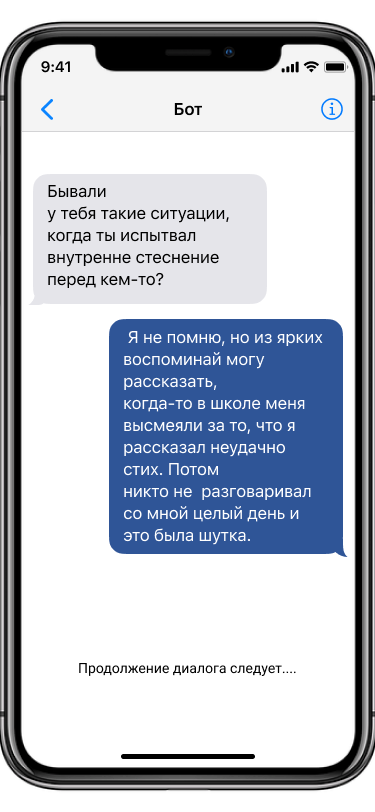 9:41
Бот
Бывали
у тебя такие ситуации,
когда ты испытвал
внутренне стеснение
перед кем-то?
Я не помню, но из ярких
воспоминай могу
рассказать,
когда-то в школе меня
высмеяли за то, что я
рассказал неудачно
стих. Потом
никто не разговаривал
со мной целый день и
это была шутка.
Продолжение диалога следует....